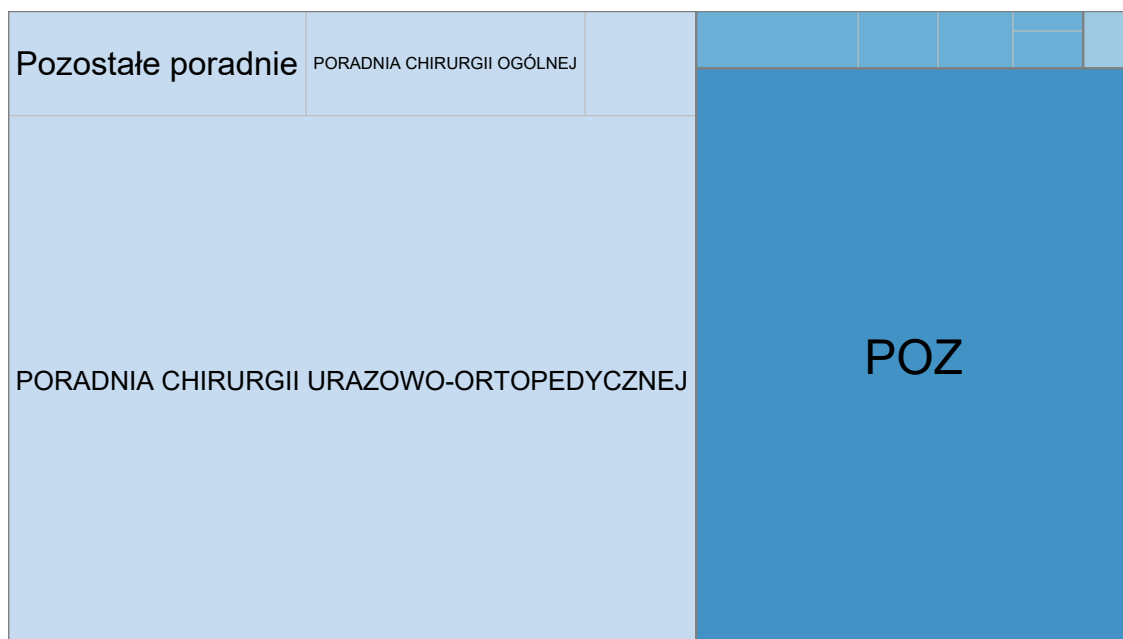 Pozostałe poradnie
PORADNIA CHIRURGII OGÓLNEJ
PORADNIA CHIRURGII URAZOWO-ORTOPEDYCZNEJ
POZ